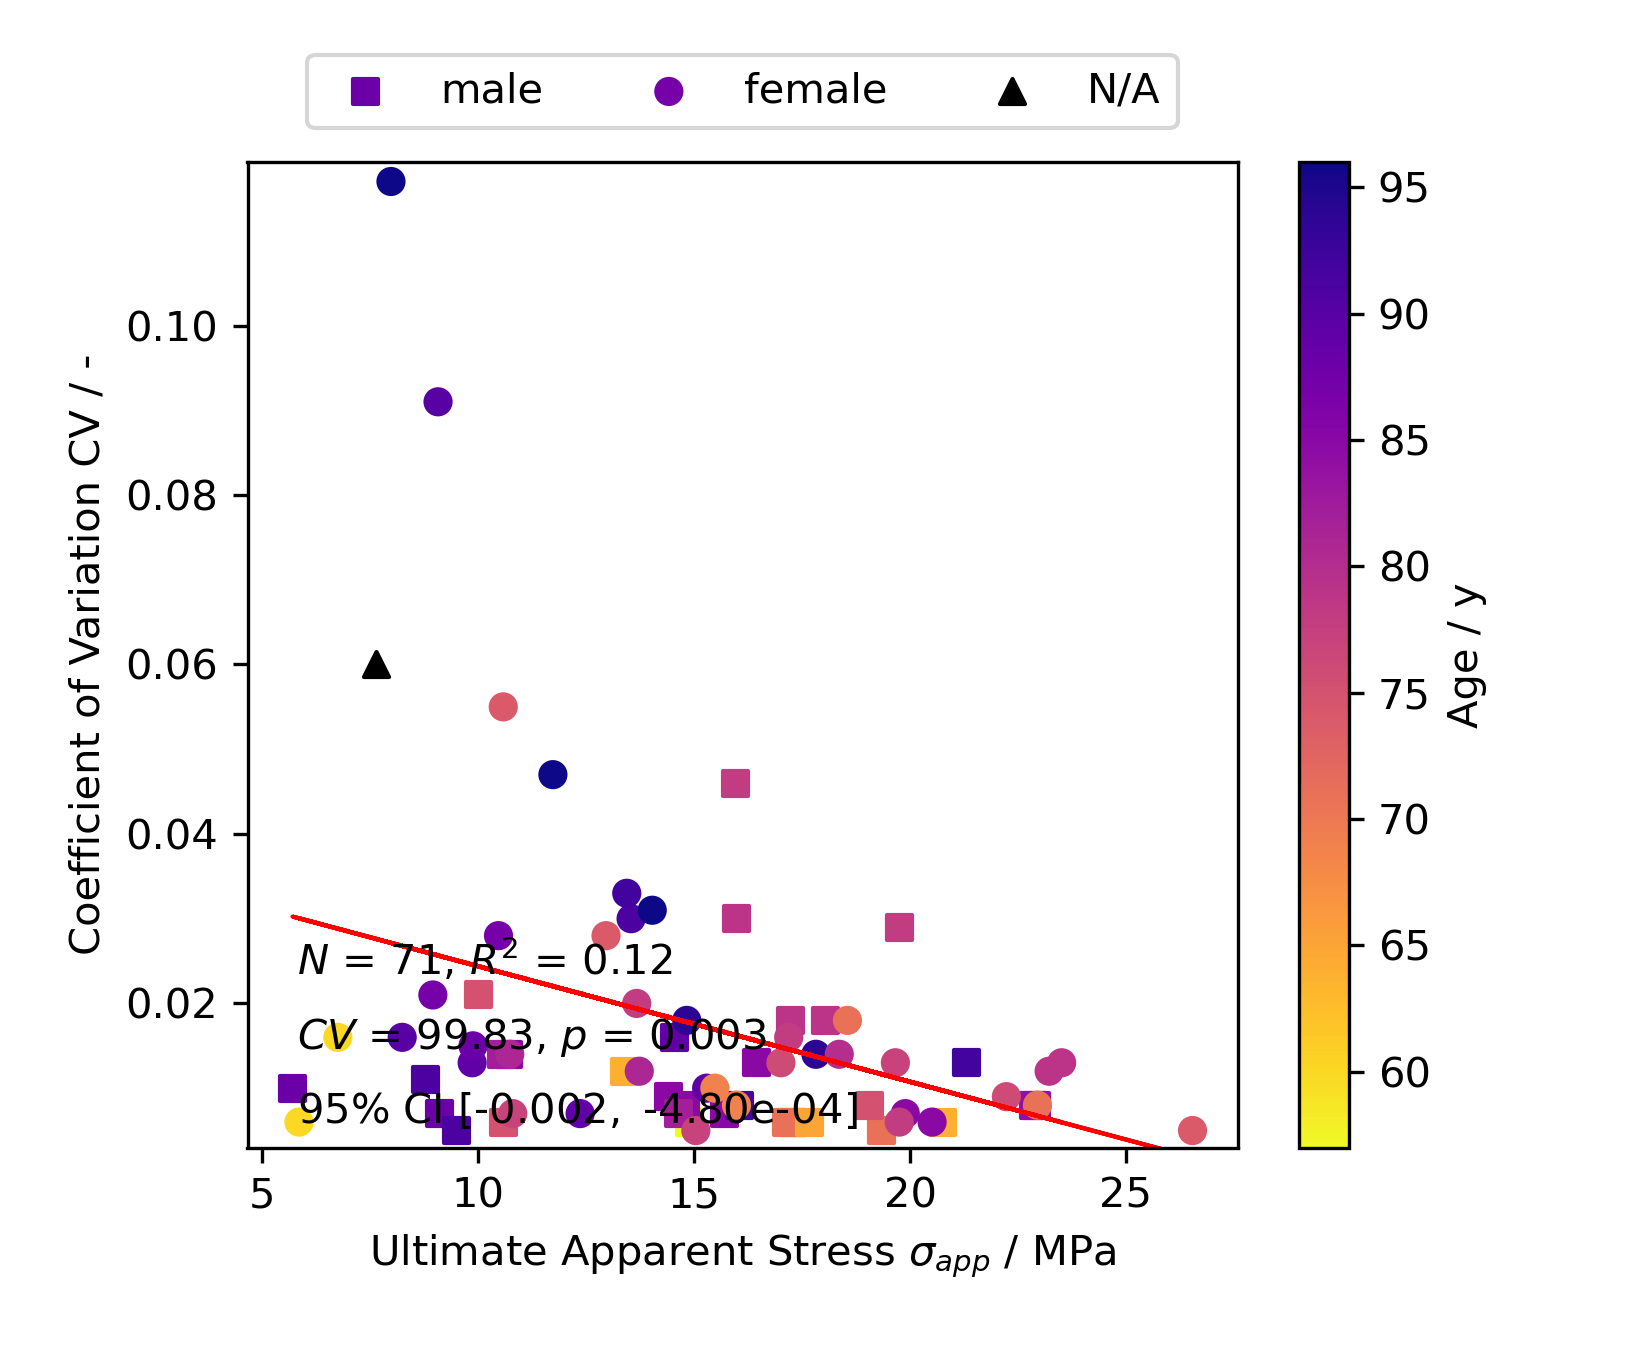 male female N/A
0.10
0.08
0.06
0.04
0.02
Coefficient of Variation CV / -
N = 71, R² = 0.12
CV = 99.83, p = 0.003
95% CI [-0.002, -4.80e-04]
5 10 15 20 25
Ultimate Apparent Stress σ_app / MPa
95
90
85
80
75
70
65
60
Age / y